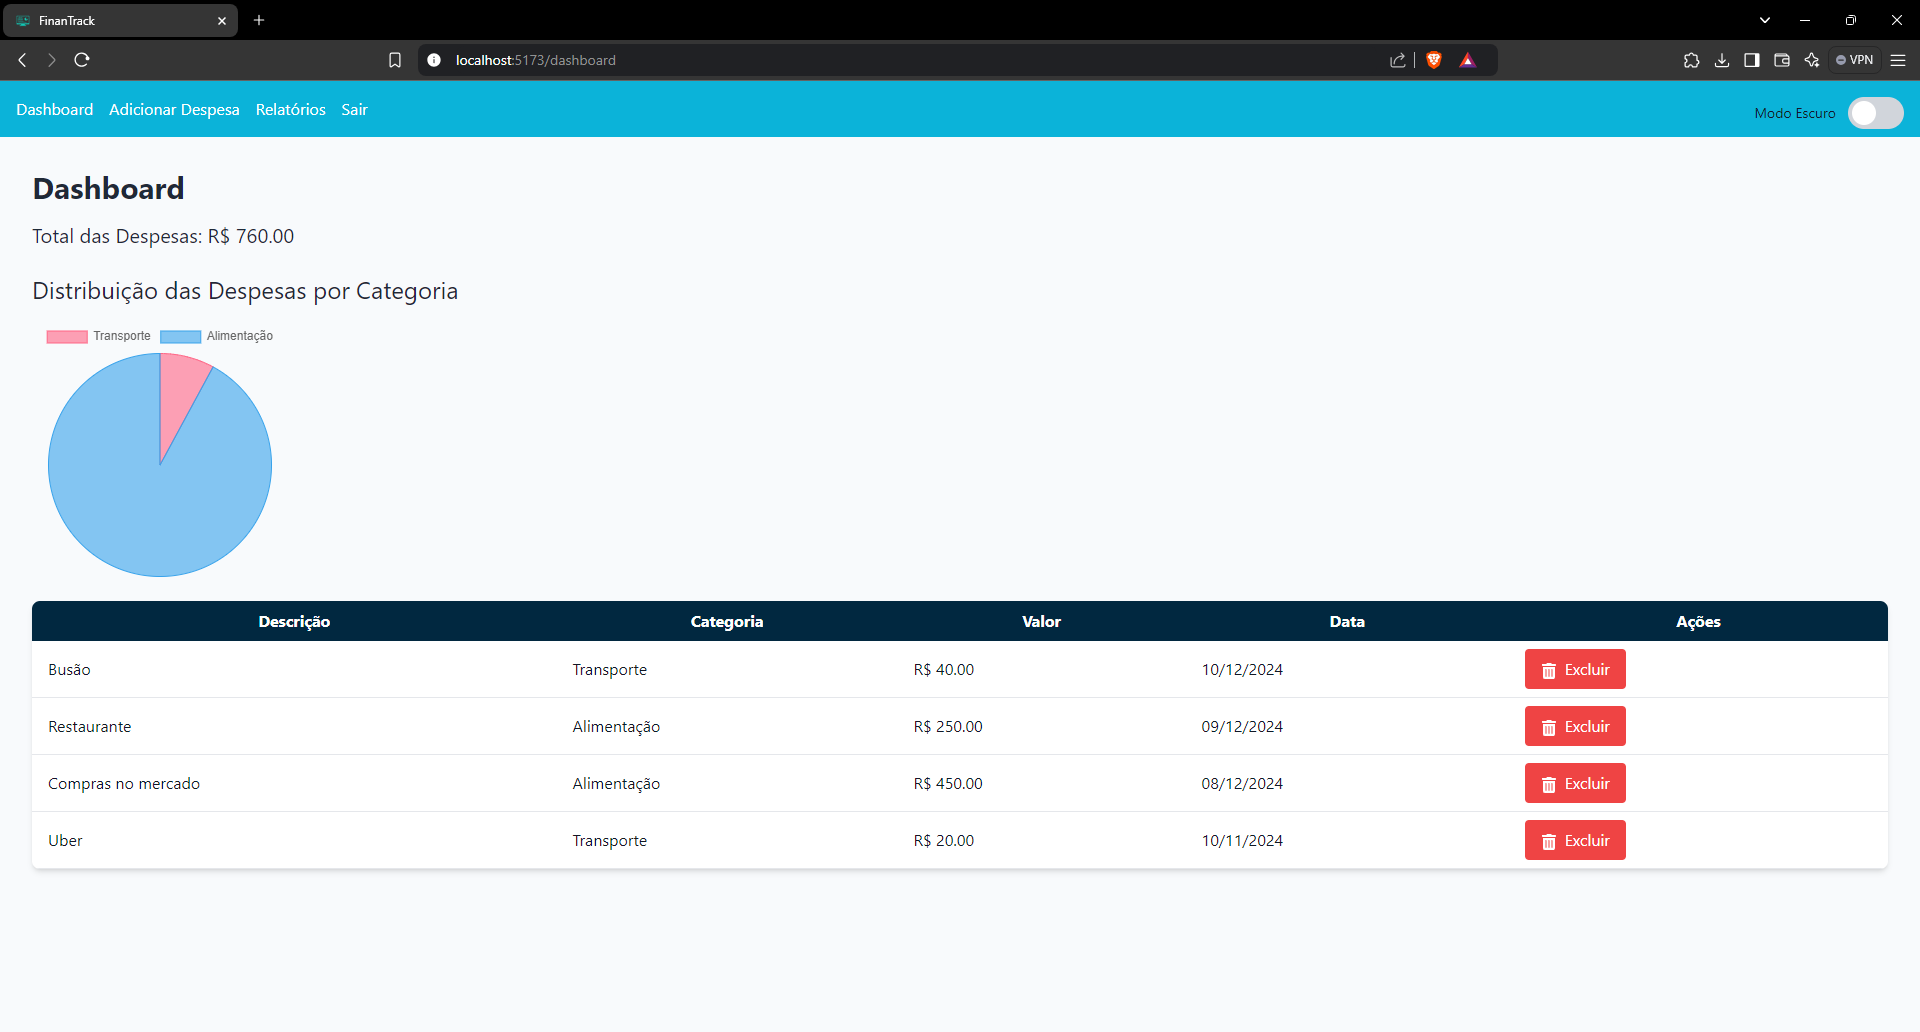 FinanTrack
localhost:5173/dashboard
VPN
Dashboard Adicionar Despesa Relatórios Sair
Modo Escuro
Dashboard
Total das Despesas: R$ 760.00
Distribuição das Despesas por Categoria
Transporte Alimentação
Descrição Categoria Valor Data Ações
Busão Transporte R$ 40.00 10/12/2024 Excluir
Restaurante Alimentação R$ 250.00 09/12/2024 Excluir
Compras no mercado Alimentação R$ 450.00 08/12/2024 Excluir
Uber Transporte R$ 20.00 10/11/2024 Excluir